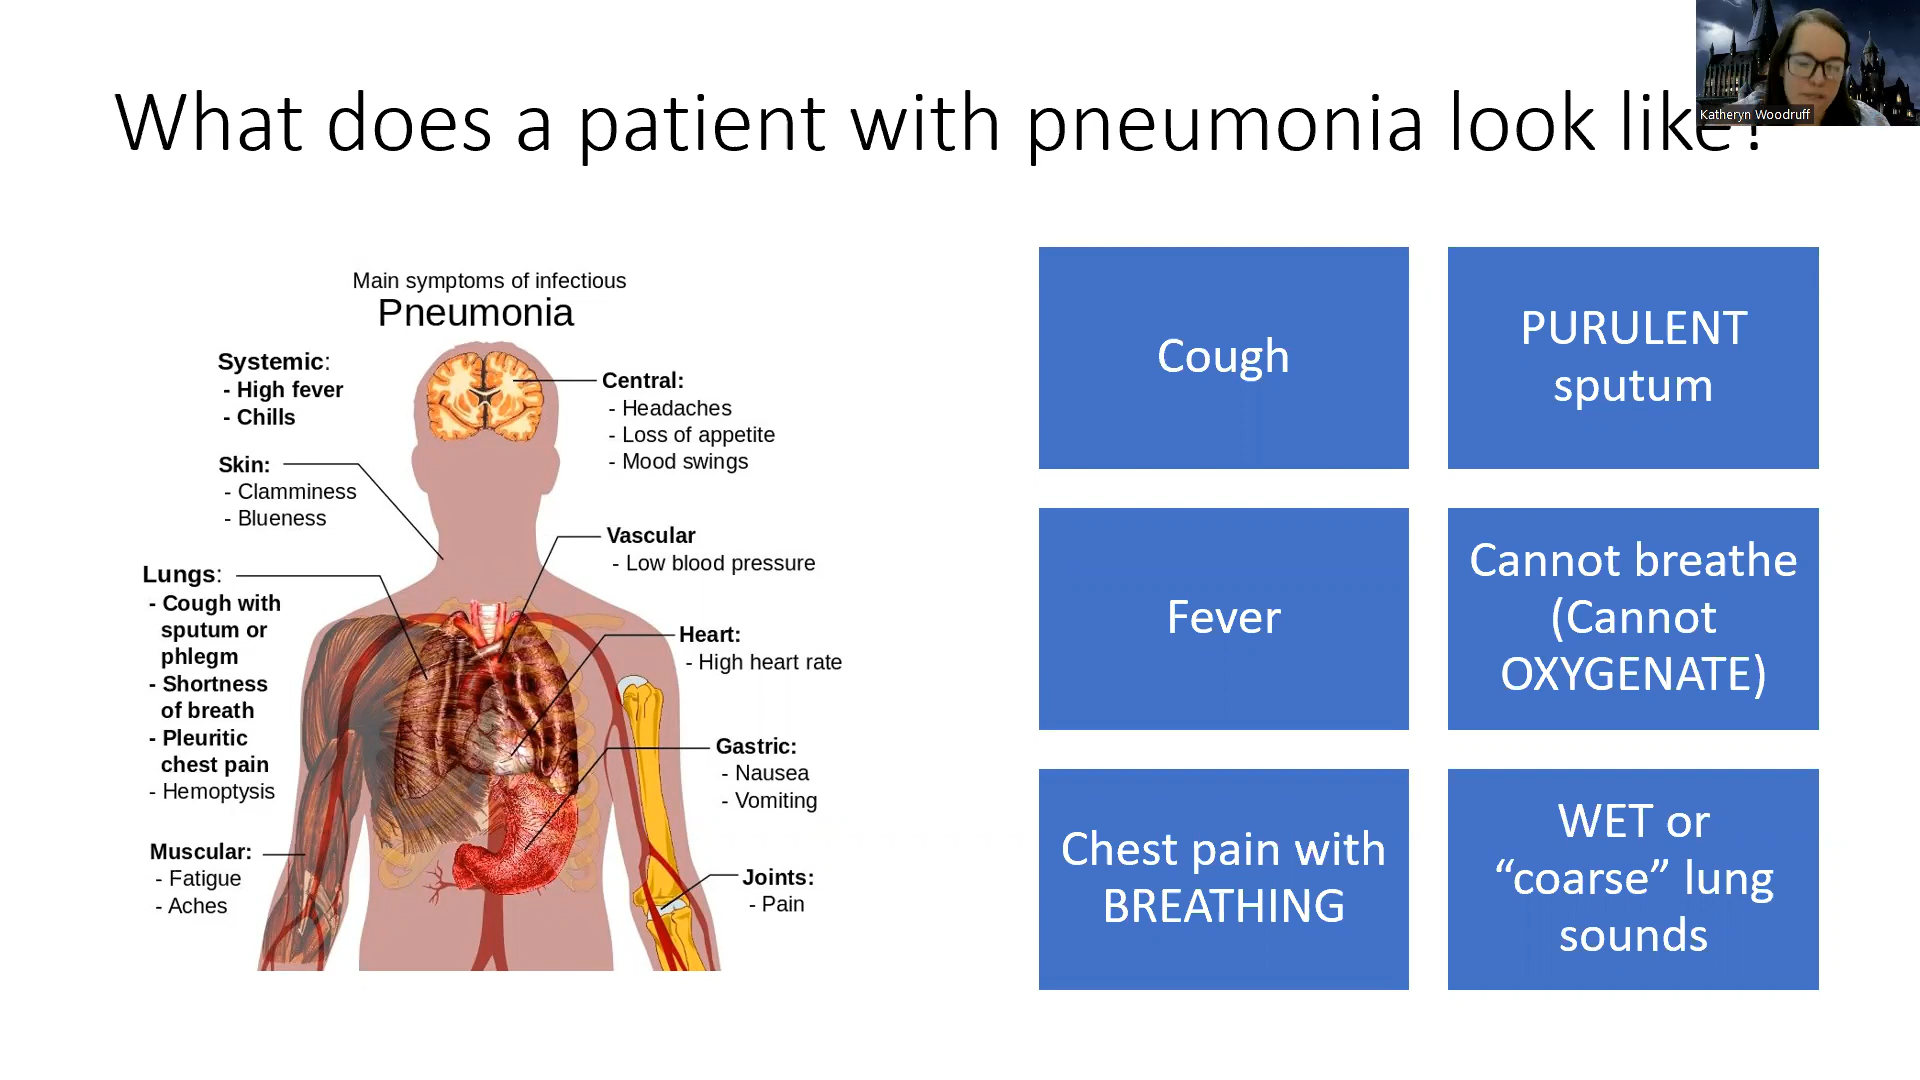 What does a patient with pneumonia look like?
Katheryn Woodruff
Main symptoms of infectious
Pneumonia
Systemic:
- High fever
- Chills
Skin:
- Clamminess
- Blueness
Lungs:
- Cough with
sputum or
phlegm
- Shortness
of breath
- Pleuritic
chest pain
- Hemoptysis
Muscular:
- Fatigue
- Aches
Central:
- Headaches
- Loss of appetite
- Mood swings
Vascular
- Low blood pressure
Heart:
- High heart rate
Gastric:
- Nausea
- Vomiting
Joints:
- Pain
Cough
PURULENT
sputum
Fever
Cannot breathe
(Cannot
OXYGENATE)
Chest pain with
BREATHING
WET or
“coarse” lung
sounds